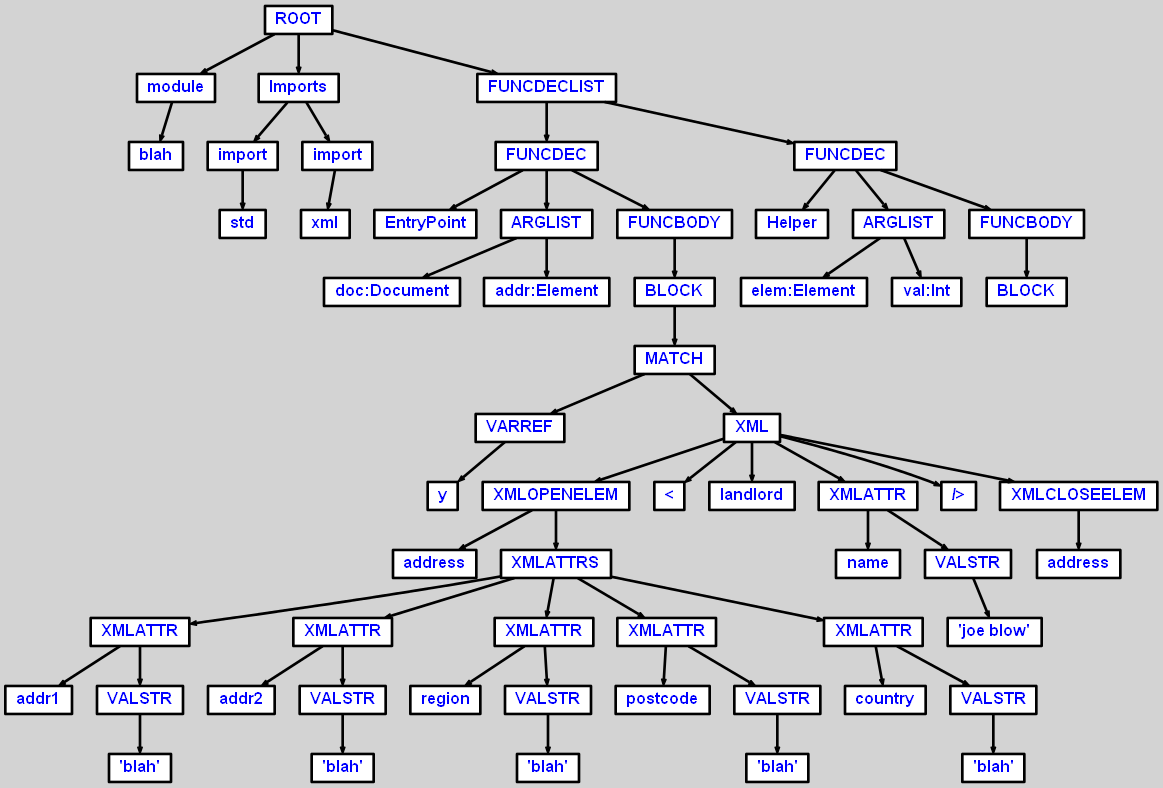 ROOT
module
Imports
FUNCDECLIST
blah
import
import
FUNCDEC
FUNCDEC
std
xml
EntryPoint
ARGLIST
FUNCBODY
Helper
ARGLIST
FUNCBODY
doc:Document
addr:Element
BLOCK
elem:Element
val:Int
BLOCK
MATCH
VARREF
XML
y
XMLOPENELEM
<
landlord
XMLATTR
/>
XMLCLOSEELEM
address
XMLATTRS
name
VALSTR
address
XMLATTR
XMLATTR
XMLATTR
XMLATTR
XMLATTR
'joe blow'
addr1
VALSTR
addr2
VALSTR
region
VALSTR
postcode
VALSTR
country
VALSTR
'blah'
'blah'
'blah'
'blah'
'blah'